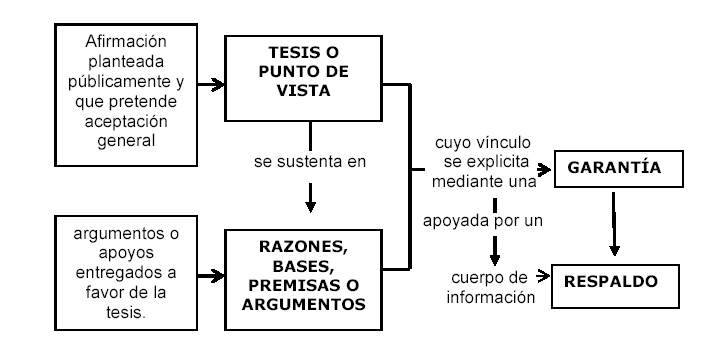 Afirmación
planteada
públicamente y
que pretende
aceptación
general
TESIS O
PUNTO DE
VISTA
se sustenta en
argumentos o
apoyos
entregados a
favor de la
tesis.
RAZONES,
BASES,
PREMISAS O
ARGUMENTOS
cuyo vínculo
se explicita
mediante una
GARANTÍA
apoyada por un
cuerpo de
información
RESPALDO